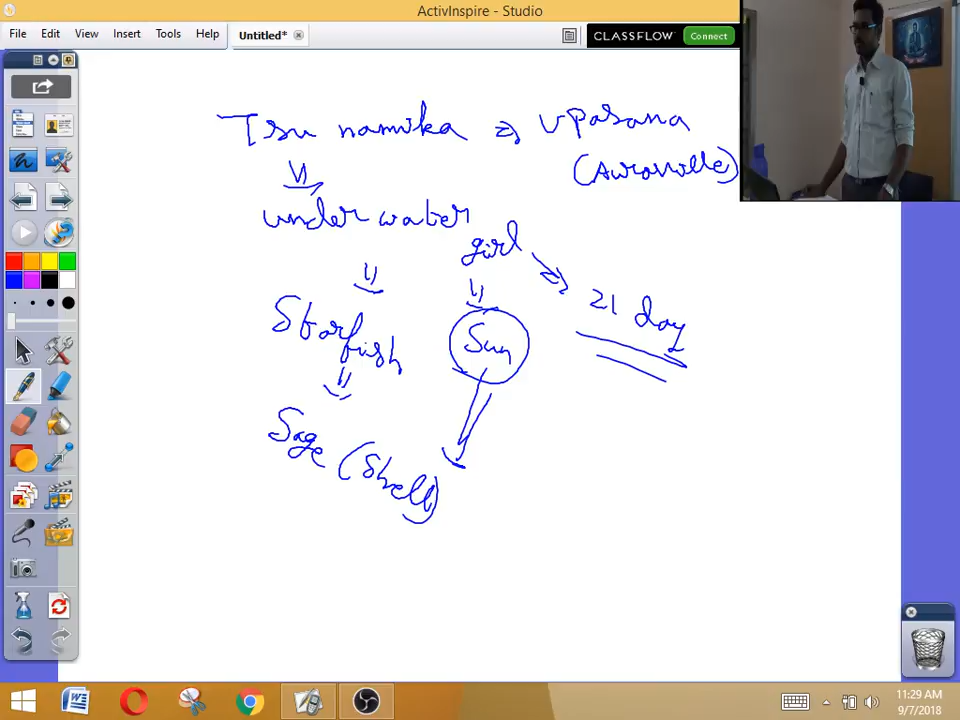 ActivInspire - Studio
File Edit View Insert Tools Help Untitled* CLASSFLOW Connect
Tsu namika ⇒ Upasana
(Auroville)
under water
girl
21 day
Starfish
Sun
Sage (Shell)
11:29 AM
9/7/2018